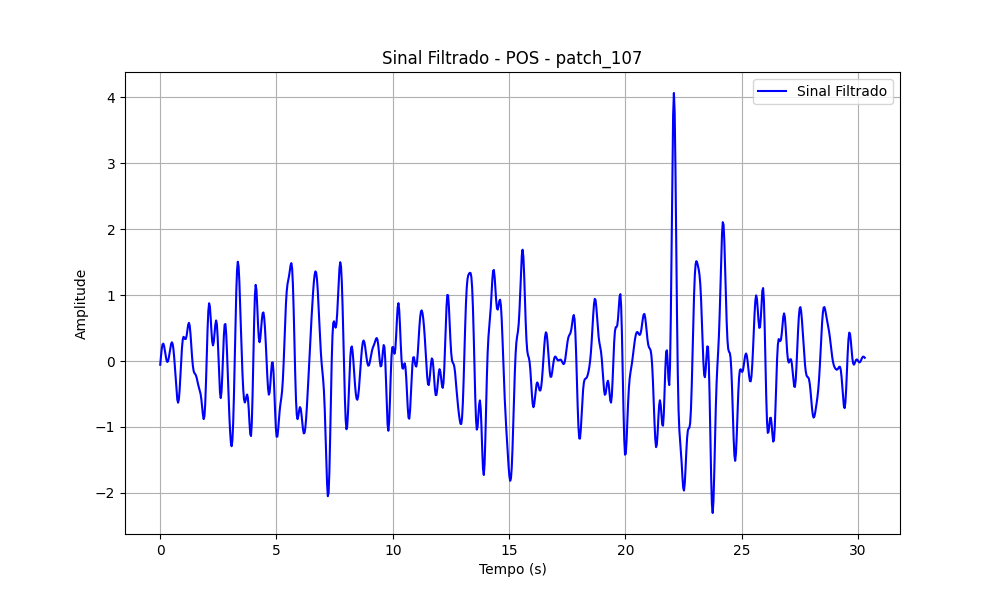 Sinal Filtrado - POS - patch_107
Sinal Filtrado
Amplitude
4
3
2
1
0
−1
−2
0 5 10 15 20 25 30
Tempo (s)